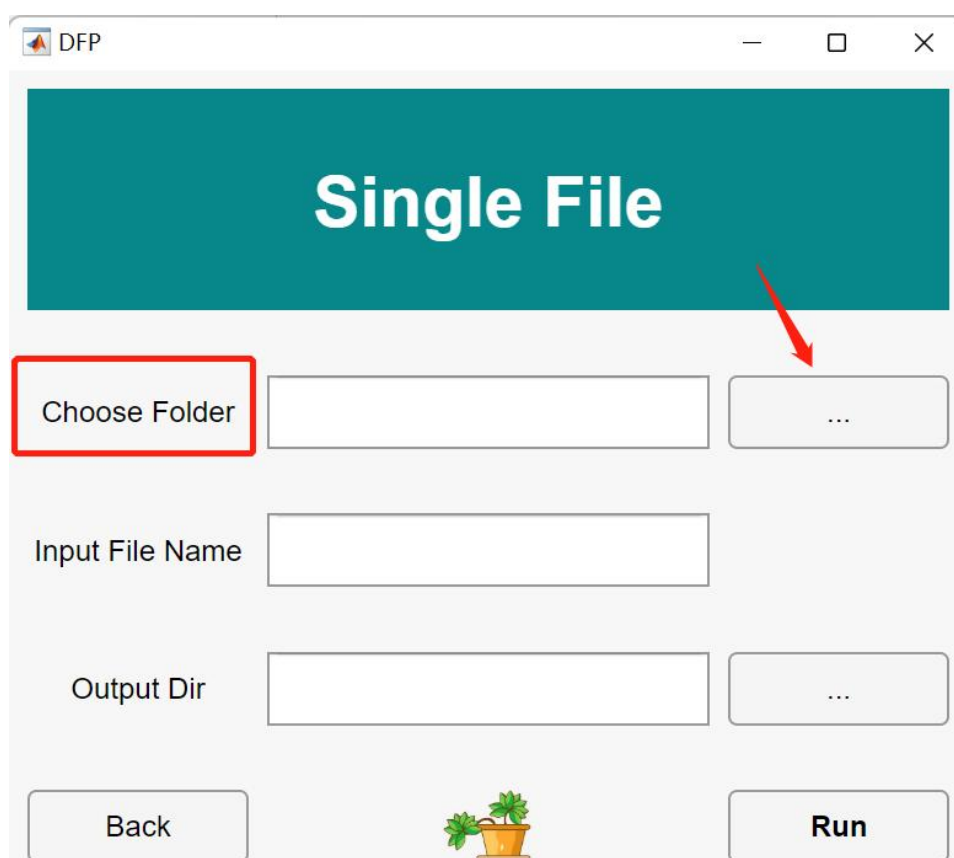 DFP
Single File
Choose Folder
...
Input File Name
Output Dir
...
Back
Run